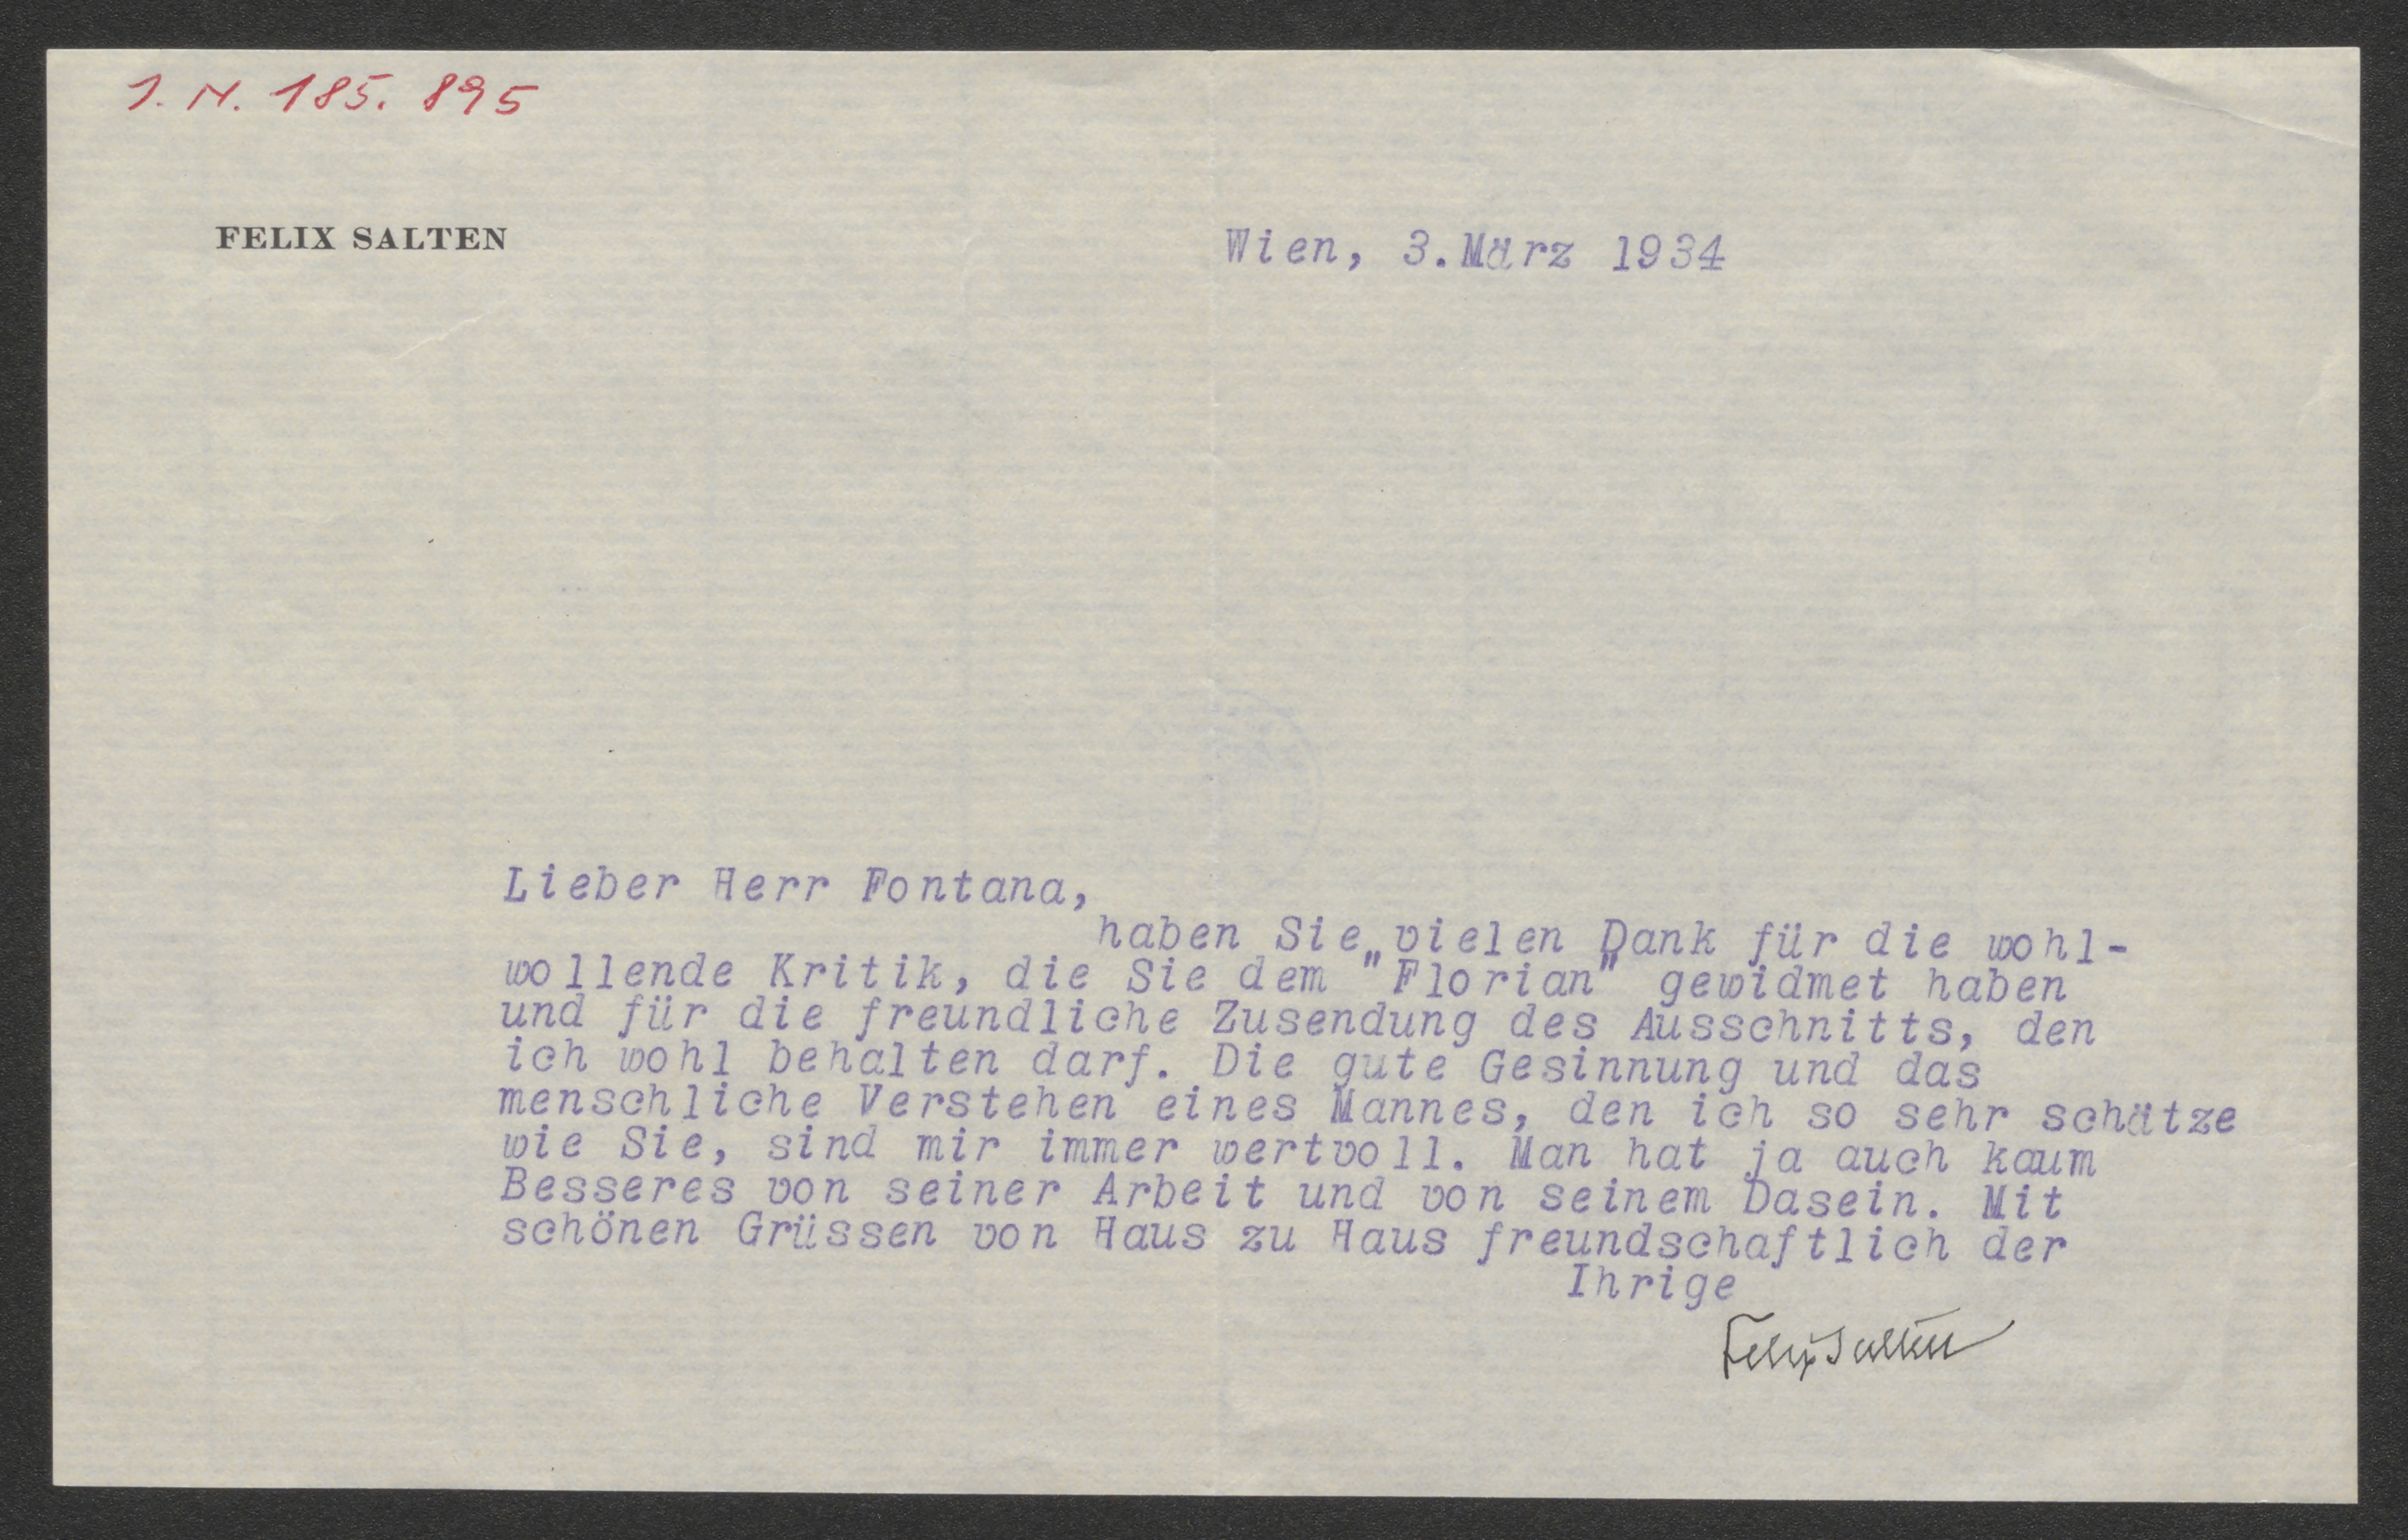 J. N. 185.895
FELIX SALTEN
Wien, 3.März 1934
Lieber Herr Fontana,
haben Sie vielen Dank für die wohl-
wollende Kritik, die Sie dem "Florian" gewidmet haben
und für die freundliche Zusendung des Ausschnitts, den
ich wohl behalten darf. Die gute Gesinnung und das
menschliche Verstehen eines Mannes, den ich so sehr schätze
wie Sie, sind mir immer wertvoll. Man hat ja auch kaum
Besseres von seiner Arbeit und von seinem Dasein. Mit
schönen Grüssen von Haus zu Haus freundschaftlich der
Ihrige
Felix Salten